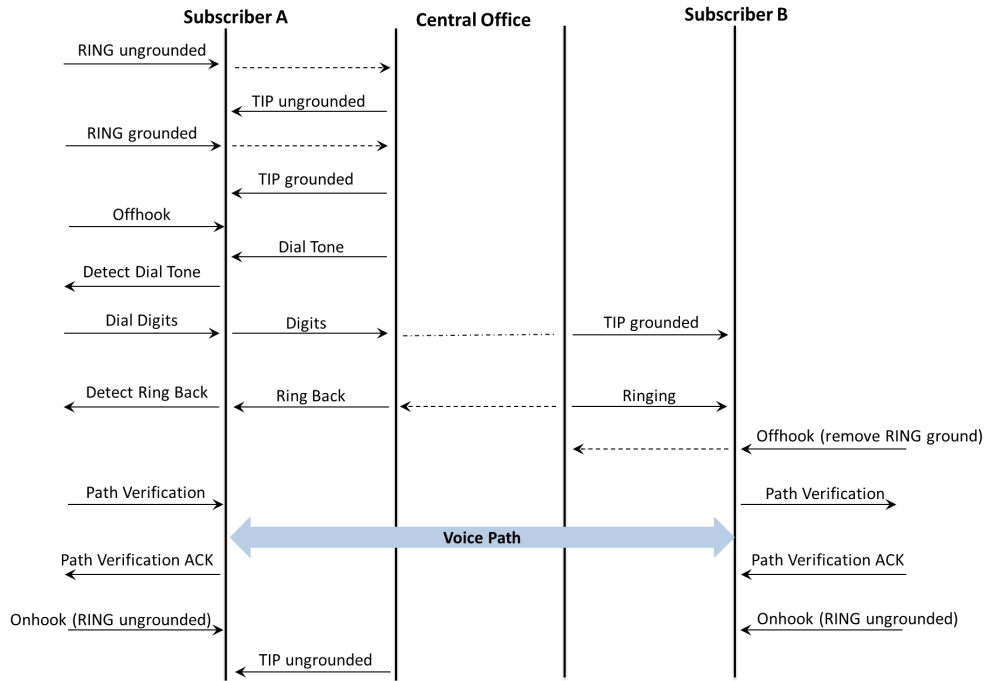 Subscriber A
Central Office
Subscriber B
RING ungrounded
TIP ungrounded
RING grounded
TIP grounded
Offhook
Dial Tone
Detect Dial Tone
Dial Digits
Digits
TIP grounded
Detect Ring Back
Ring Back
Ringing
Offhook (remove RING ground)
Path Verification
Path Verification
Voice Path
Path Verification ACK
Path Verification ACK
Onhook (RING ungrounded)
Onhook (RING ungrounded)
TIP ungrounded